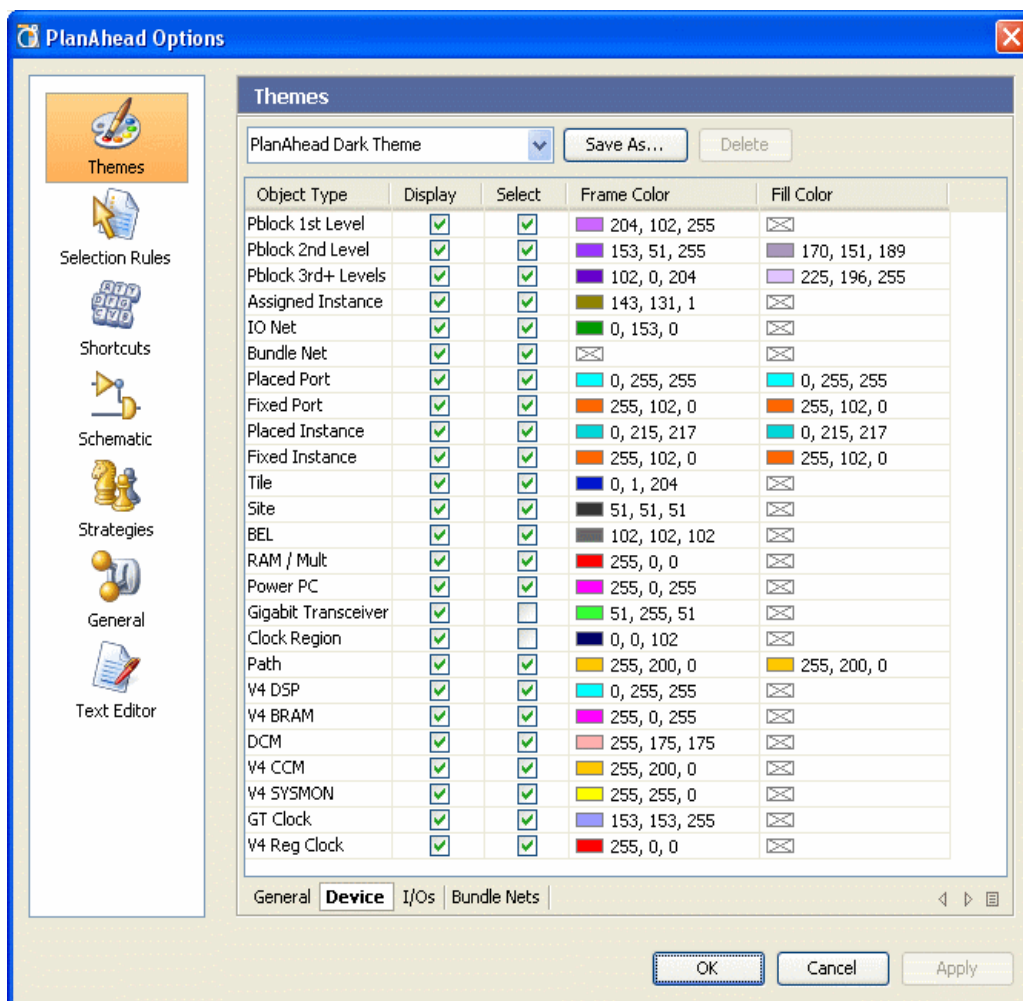 PlanAhead Options
Themes
Selection Rules
Shortcuts
Schematic
Strategies
General
Text Editor
Themes
PlanAhead Dark Theme Save As... Delete
Object Type Display Select Frame Color Fill Color
Pblock 1st Level 204, 102, 255
Pblock 2nd Level 153, 51, 255 170, 151, 189
Pblock 3rd+ Levels 102, 0, 204 225, 196, 255
Assigned Instance 143, 131, 1
IO Net 0, 153, 0
Bundle Net
Placed Port 0, 255, 255 0, 255, 255
Fixed Port 255, 102, 0 255, 102, 0
Placed Instance 0, 215, 217 0, 215, 217
Fixed Instance 255, 102, 0 255, 102, 0
Tile 0, 1, 204
Site 51, 51, 51
BEL 102, 102, 102
RAM / Mult 255, 0, 0
Power PC 255, 0, 255
Gigabit Transceiver 51, 255, 51
Clock Region 0, 0, 102
Path 255, 200, 0 255, 200, 0
V4 DSP 0, 255, 255
V4 BRAM 255, 0, 255
DCM 255, 175, 175
V4 CCM 255, 200, 0
V4 SYSMON 255, 255, 0
GT Clock 153, 153, 255
V4 Reg Clock 255, 0, 0
General Device I/Os Bundle Nets
OK Cancel Apply